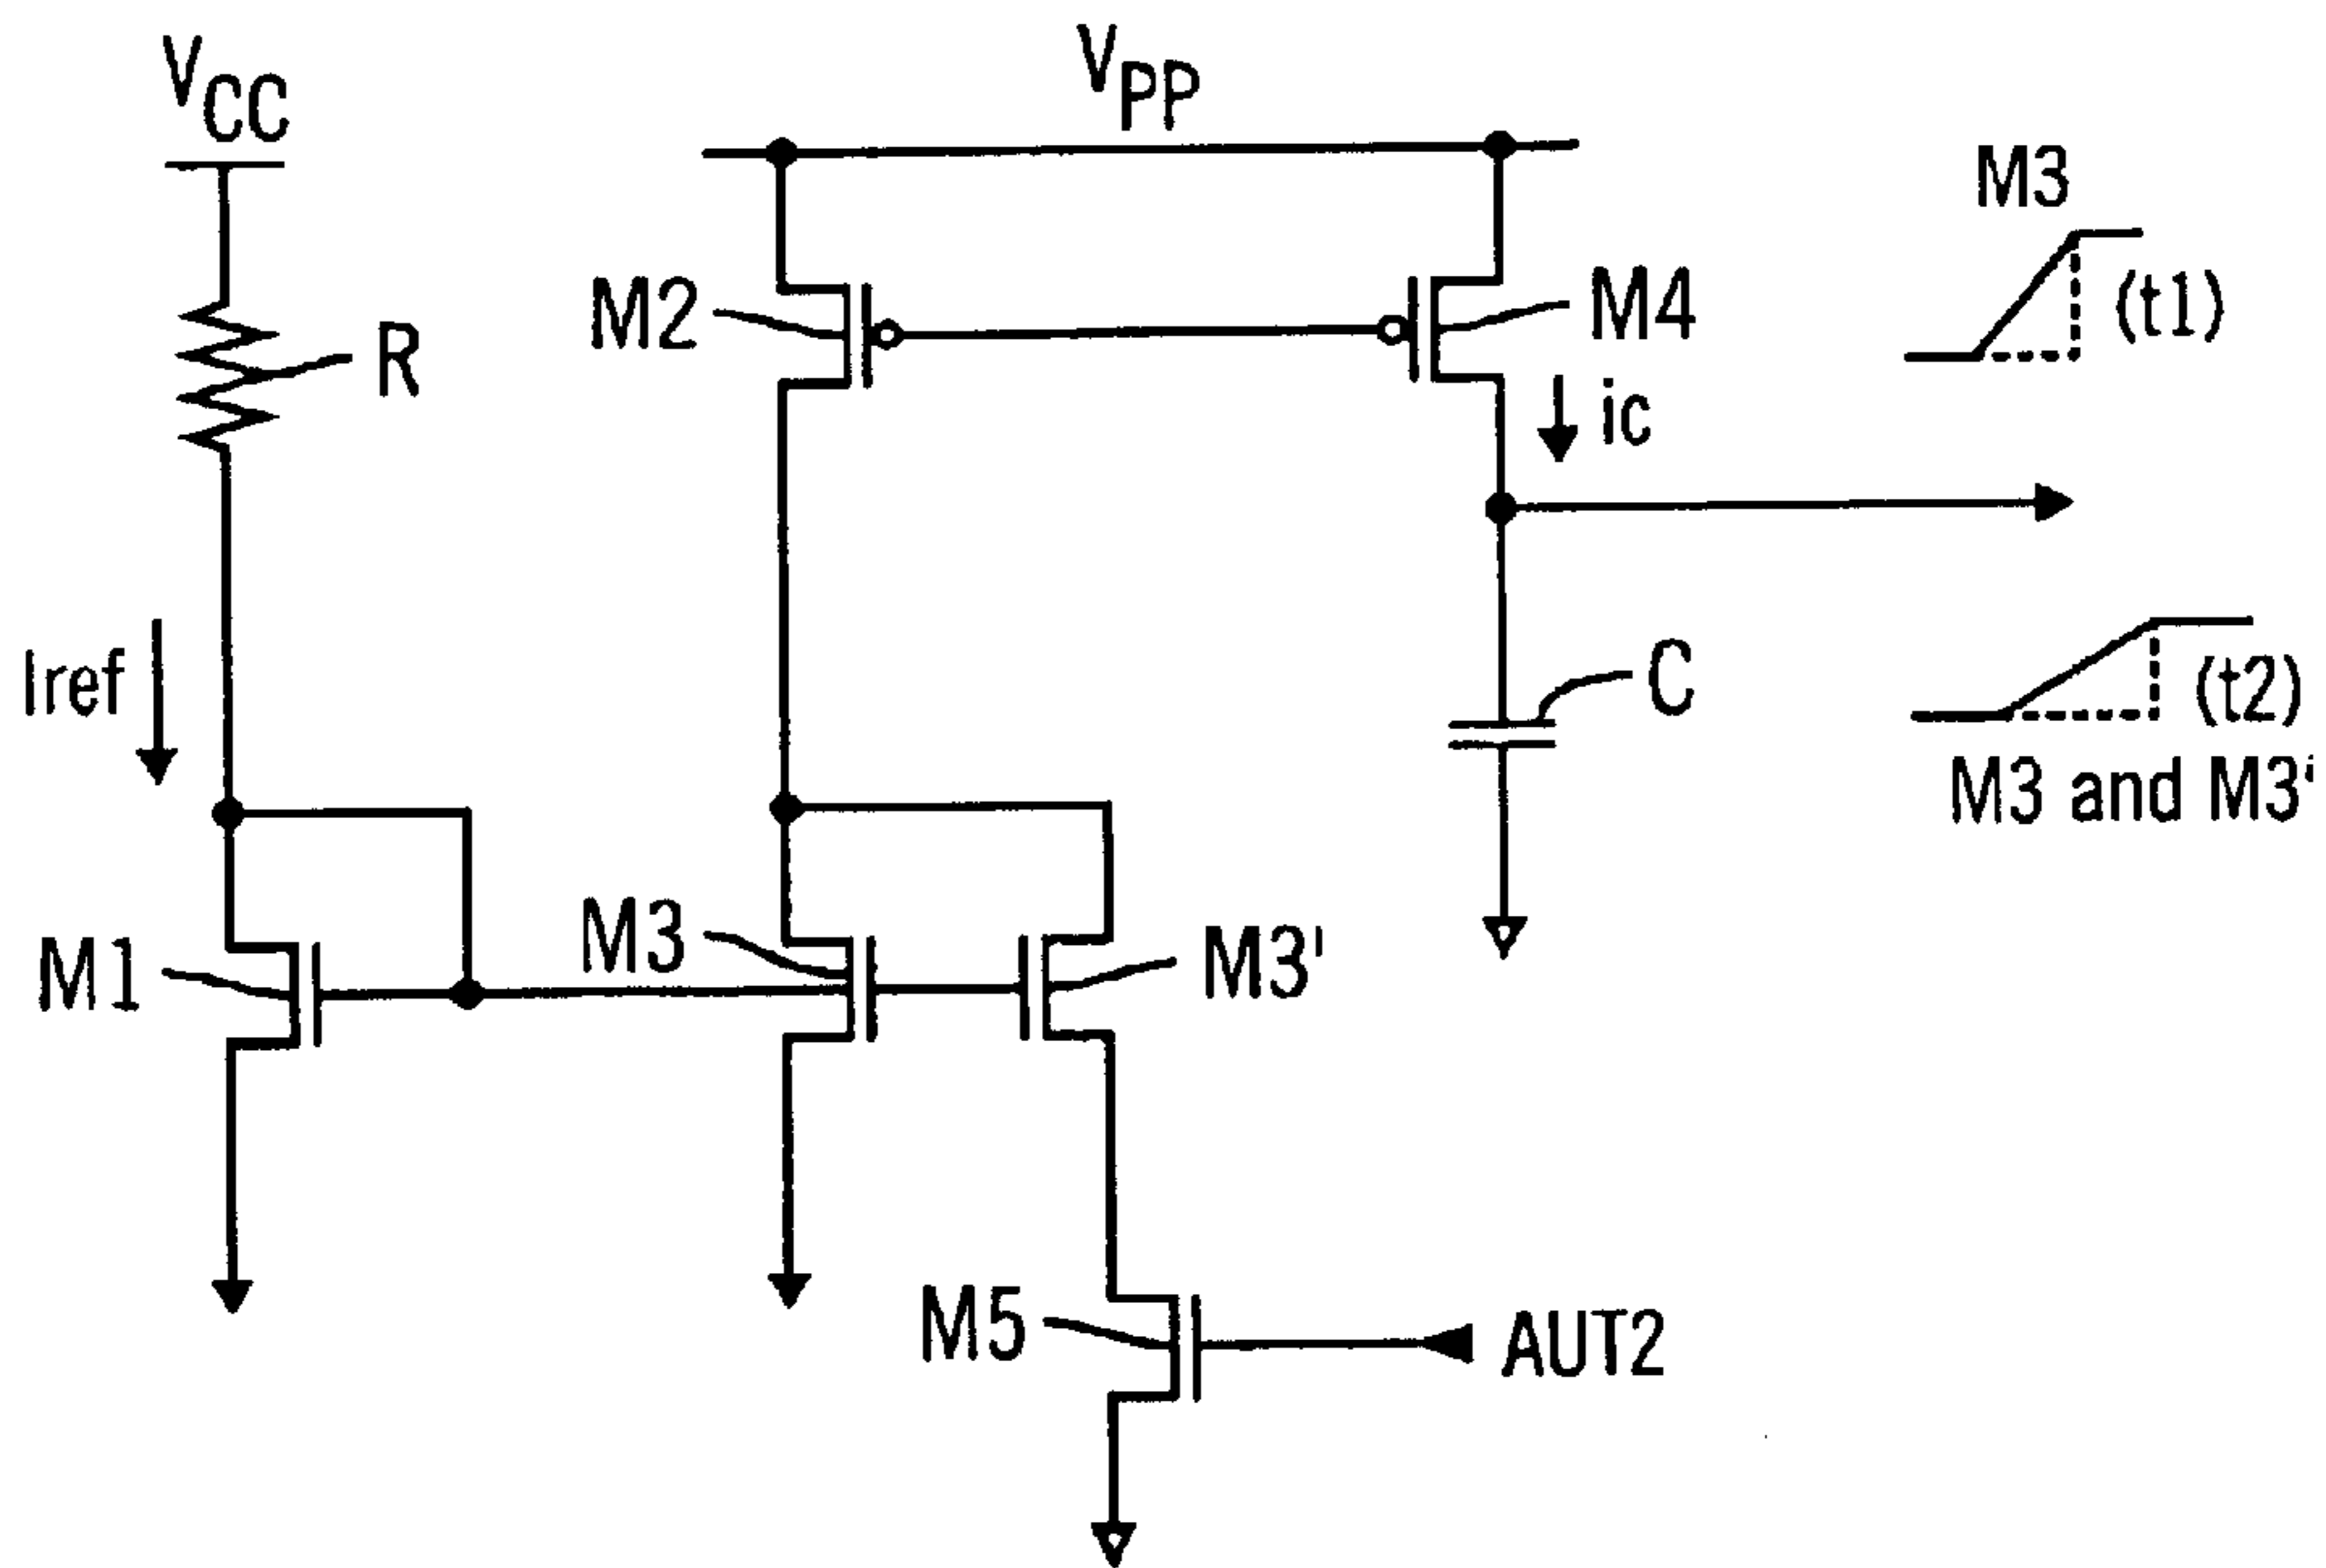 VCC
VPP
M3
M2
M4
(t1)
R
ic
Iref
C
(t2)
M3 and M3'
M1
M3
M3'
M5
AUT2